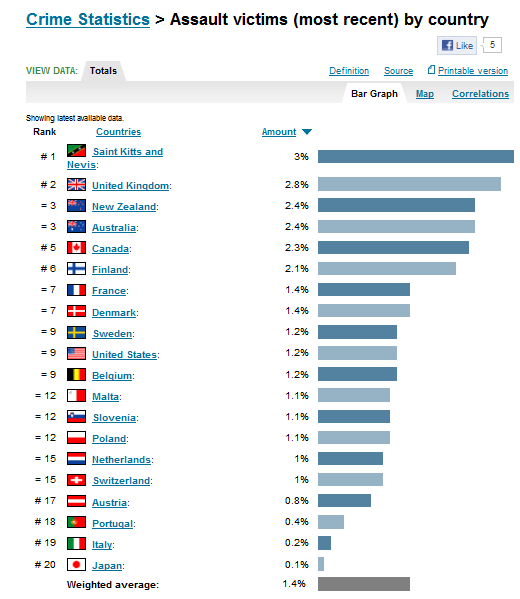 Crime Statistics > Assault victims (most recent) by country
Like 5
VIEW DATA: Totals Definition Source Printable version
Bar Graph Map Correlations
Showing latest available data.
Rank Countries Amount
# 1 Saint Kitts and Nevis: 3%
# 2 United Kingdom: 2.8%
= 3 New Zealand: 2.4%
= 3 Australia: 2.4%
# 5 Canada: 2.3%
# 6 Finland: 2.1%
= 7 France: 1.4%
= 7 Denmark: 1.4%
= 9 Sweden: 1.2%
= 9 United States: 1.2%
= 9 Belgium: 1.2%
= 12 Malta: 1.1%
= 12 Slovenia: 1.1%
= 12 Poland: 1.1%
= 15 Netherlands: 1%
= 15 Switzerland: 1%
# 17 Austria: 0.8%
# 18 Portugal: 0.4%
# 19 Italy: 0.2%
# 20 Japan: 0.1%
Weighted average: 1.4%